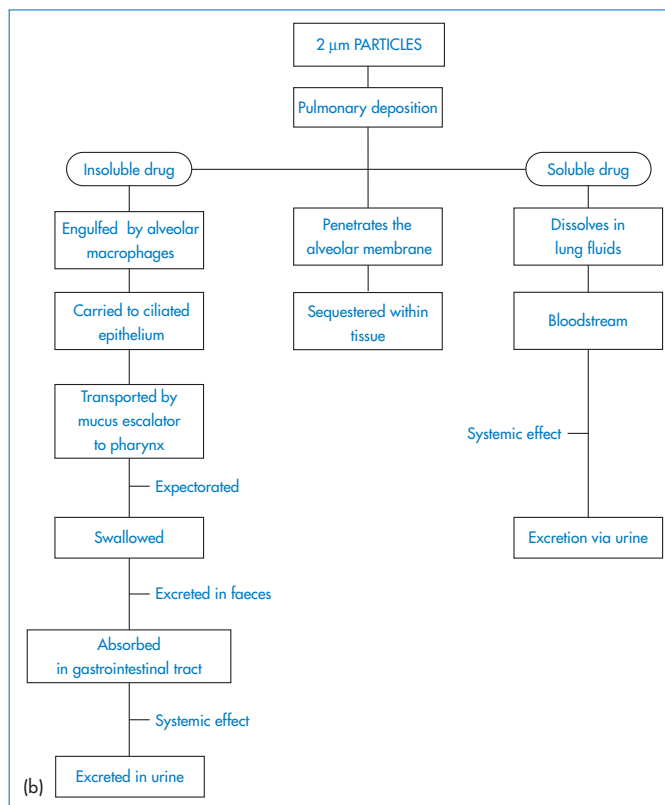 2 μm PARTICLES
Pulmonary deposition
Insoluble drug
Soluble drug
Engulfed by alveolar
macrophages
Penetrates the
alveolar membrane
Dissolves in
lung fluids
Carried to ciliated
epithelium
Sequestered within
tissue
Bloodstream
Transported by
mucus escalator
to pharynx
Systemic effect
Expectorated
Swallowed
Excretion via urine
Excreted in faeces
Absorbed
in gastrointestinal tract
Systemic effect
Excreted in urine
(b)